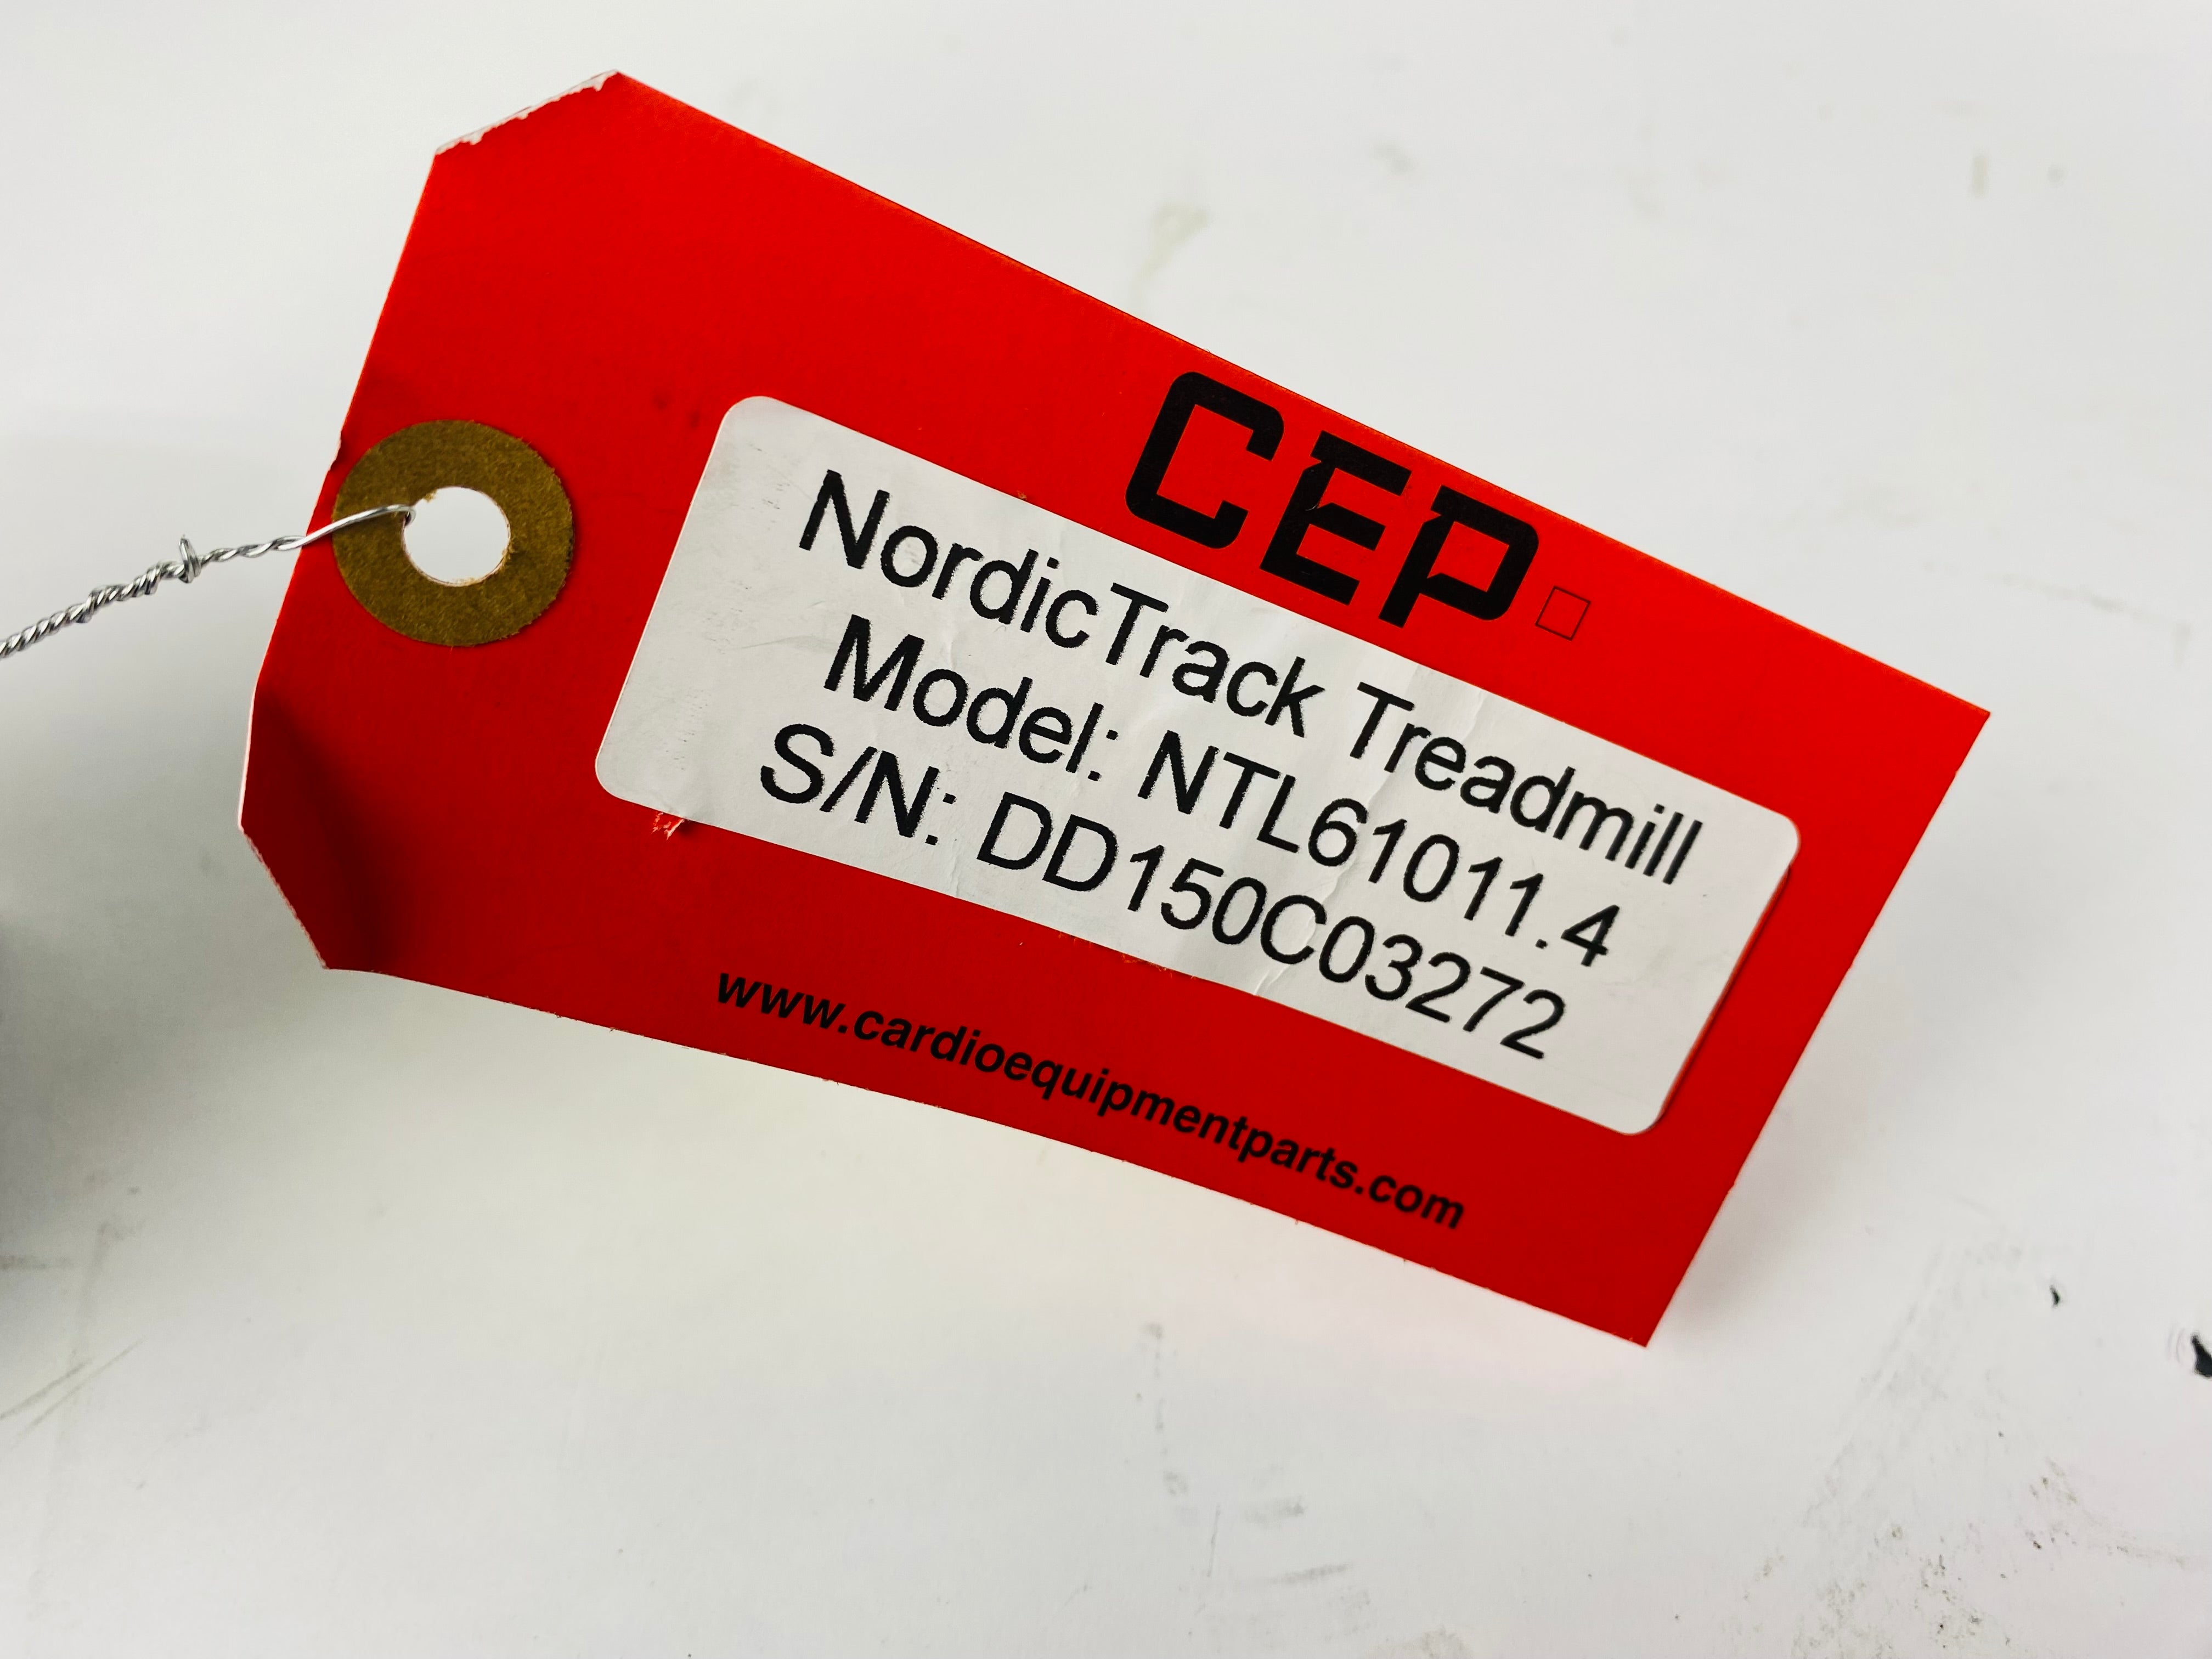 CEP
NordicTrack Treadmill
Model: NTL61011.4
S/N: DD150C03272
www.cardioequipmentparts.com